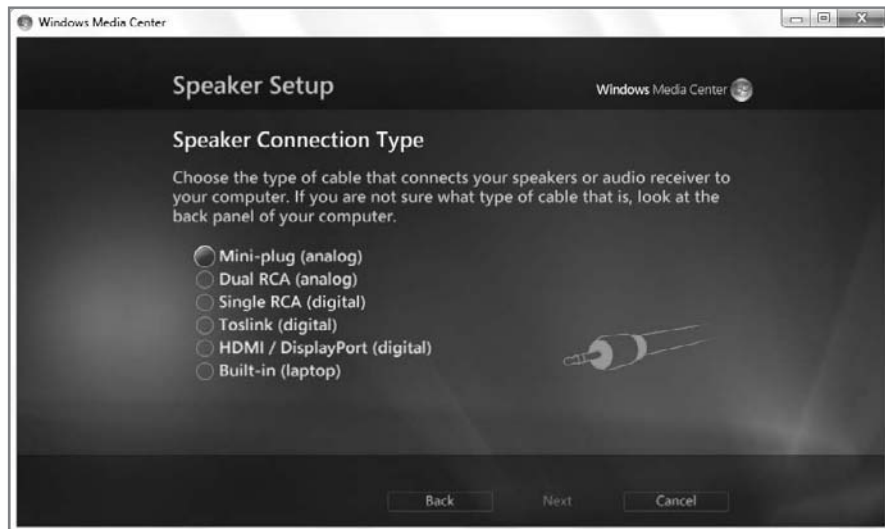 Windows Media Center
Speaker Setup
Windows Media Center
Speaker Connection Type
Choose the type of cable that connects your speakers or audio receiver to
your computer. If you are not sure what type of cable that is, look at the
back panel of your computer.
Mini-plug (analog)
Dual RCA (analog)
Single RCA (digital)
Toslink (digital)
HDMI / DisplayPort (digital)
Built-in (laptop)
Back Next Cancel